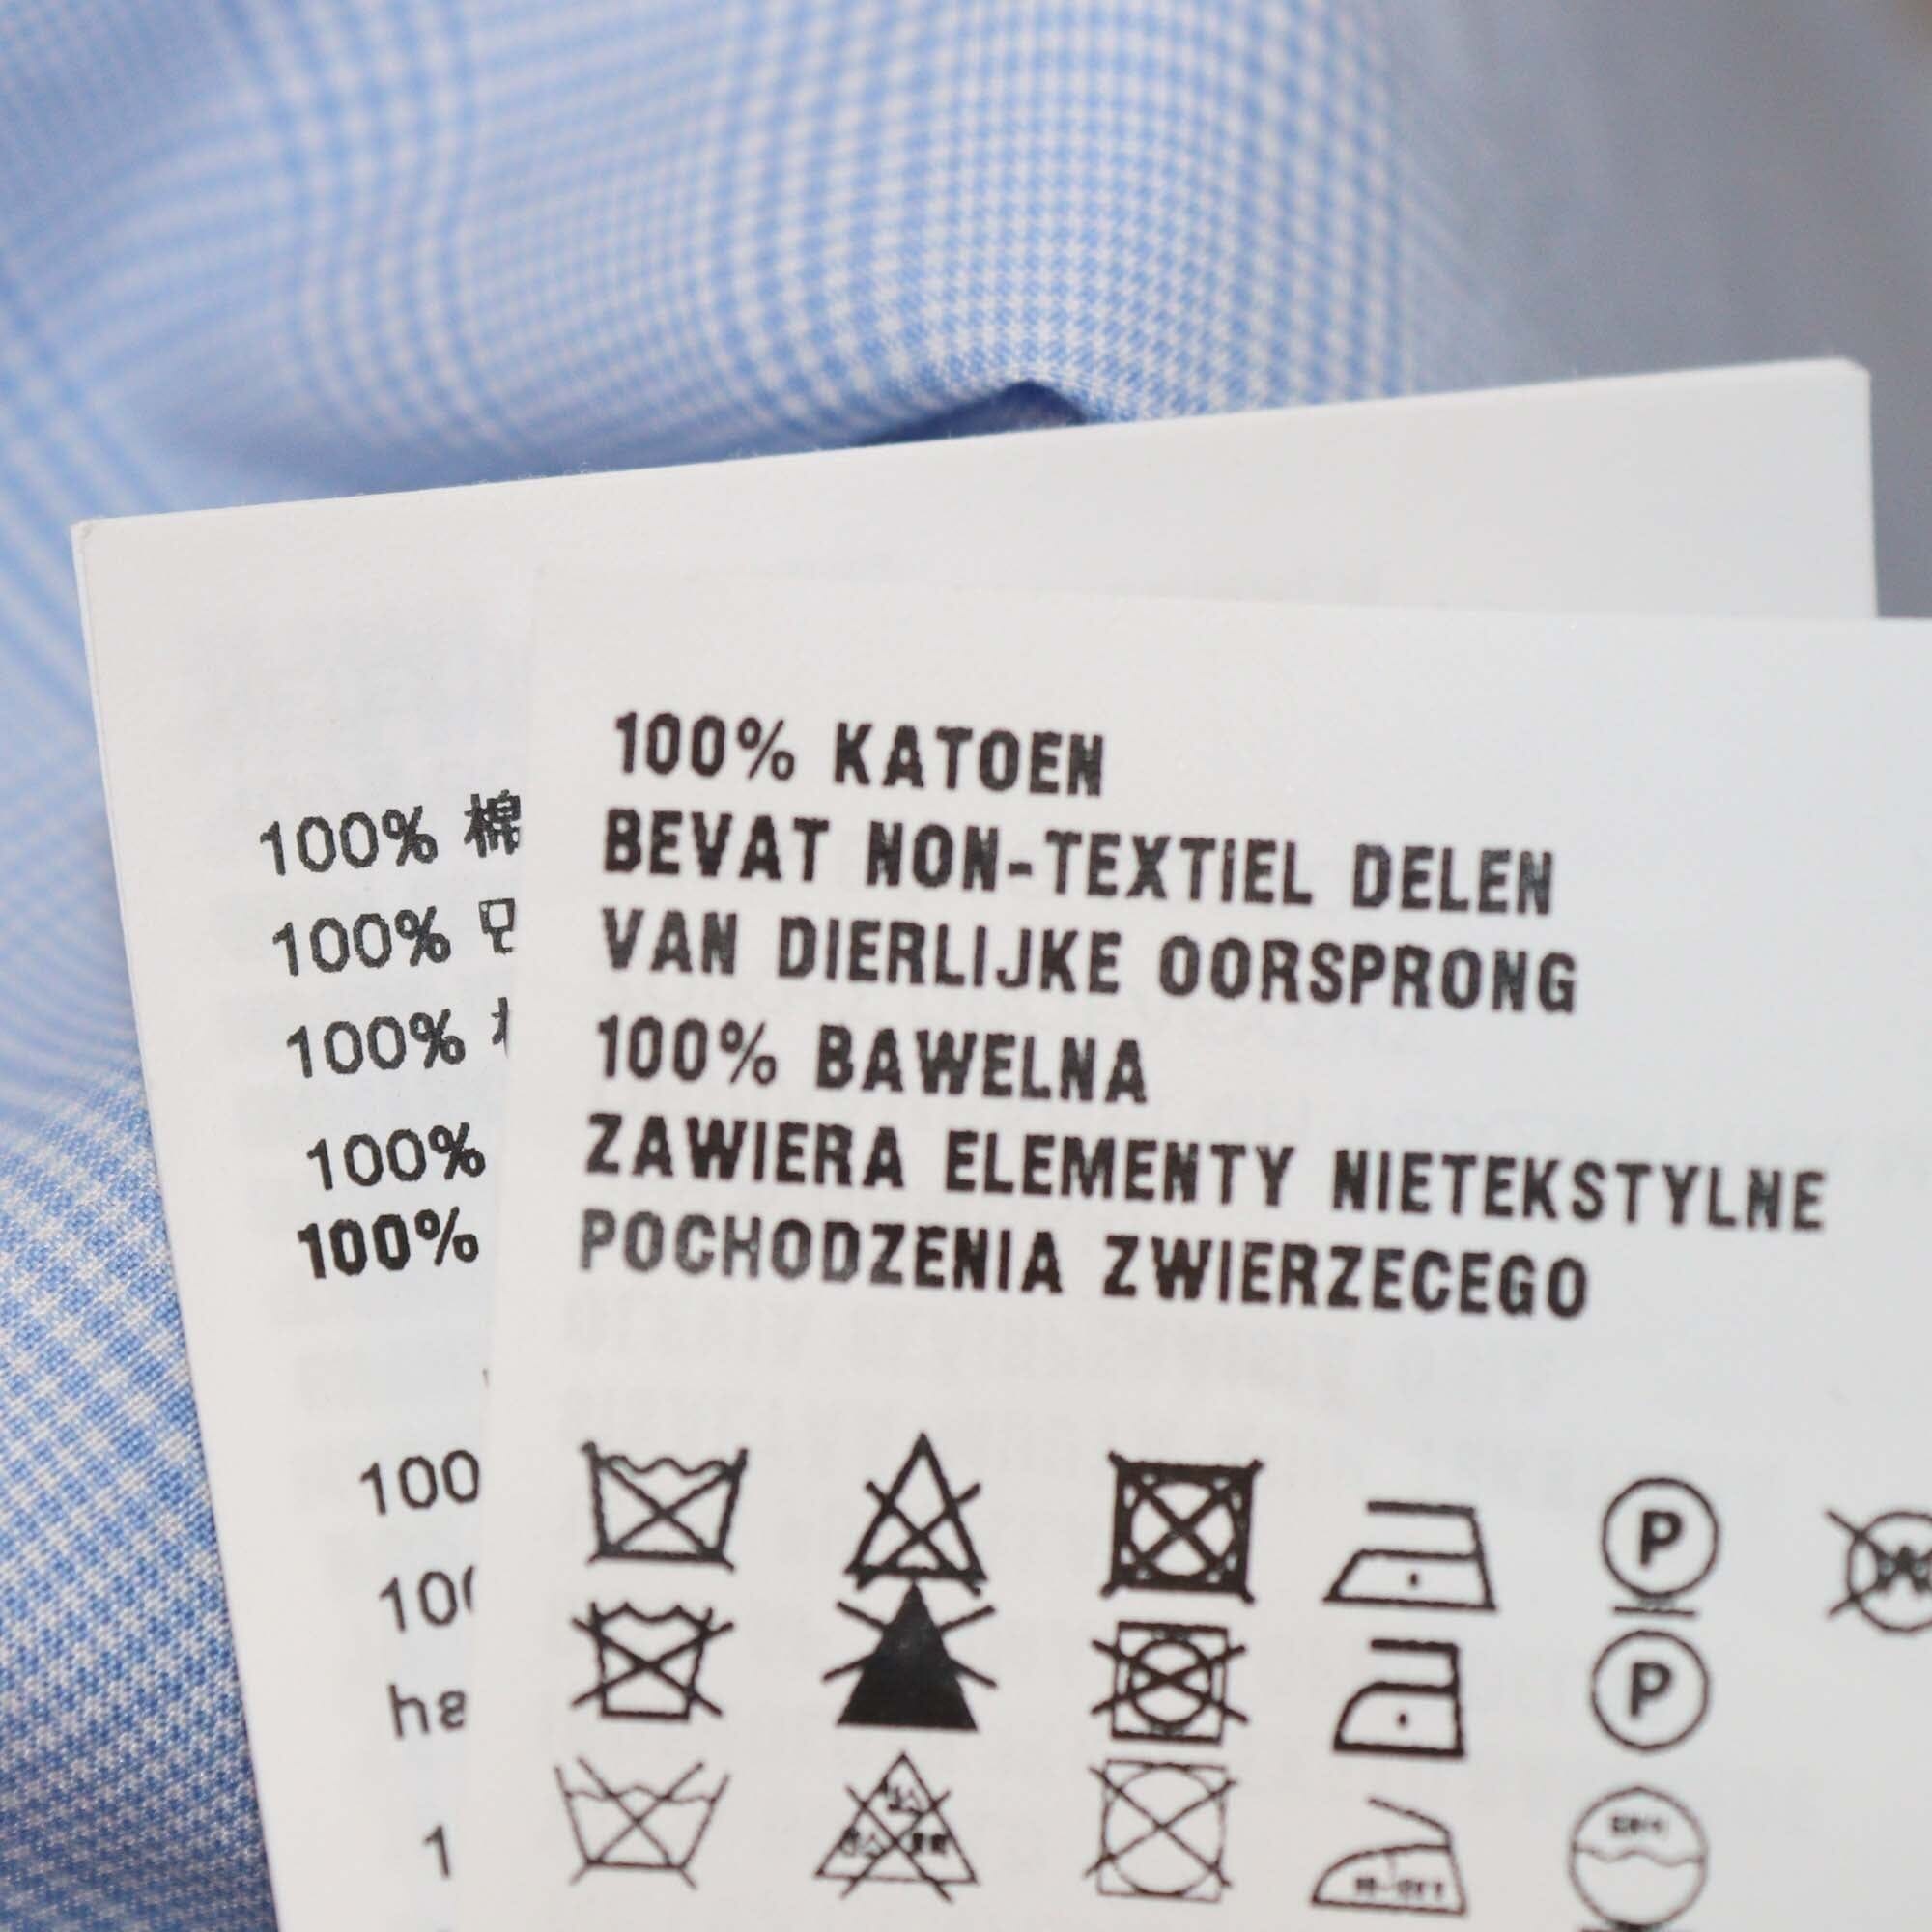 100% KATOEN
BEVAT NON-TEXTIEL DELEN
VAN DIERLIJKE OORSPRONG
100% BAWELNA
ZAWIERA ELEMENTY NIETEKSTYLNE
POCHODZENIA ZWIERZECEGO
P
P
100% 棉
100%
100%
100%
100%